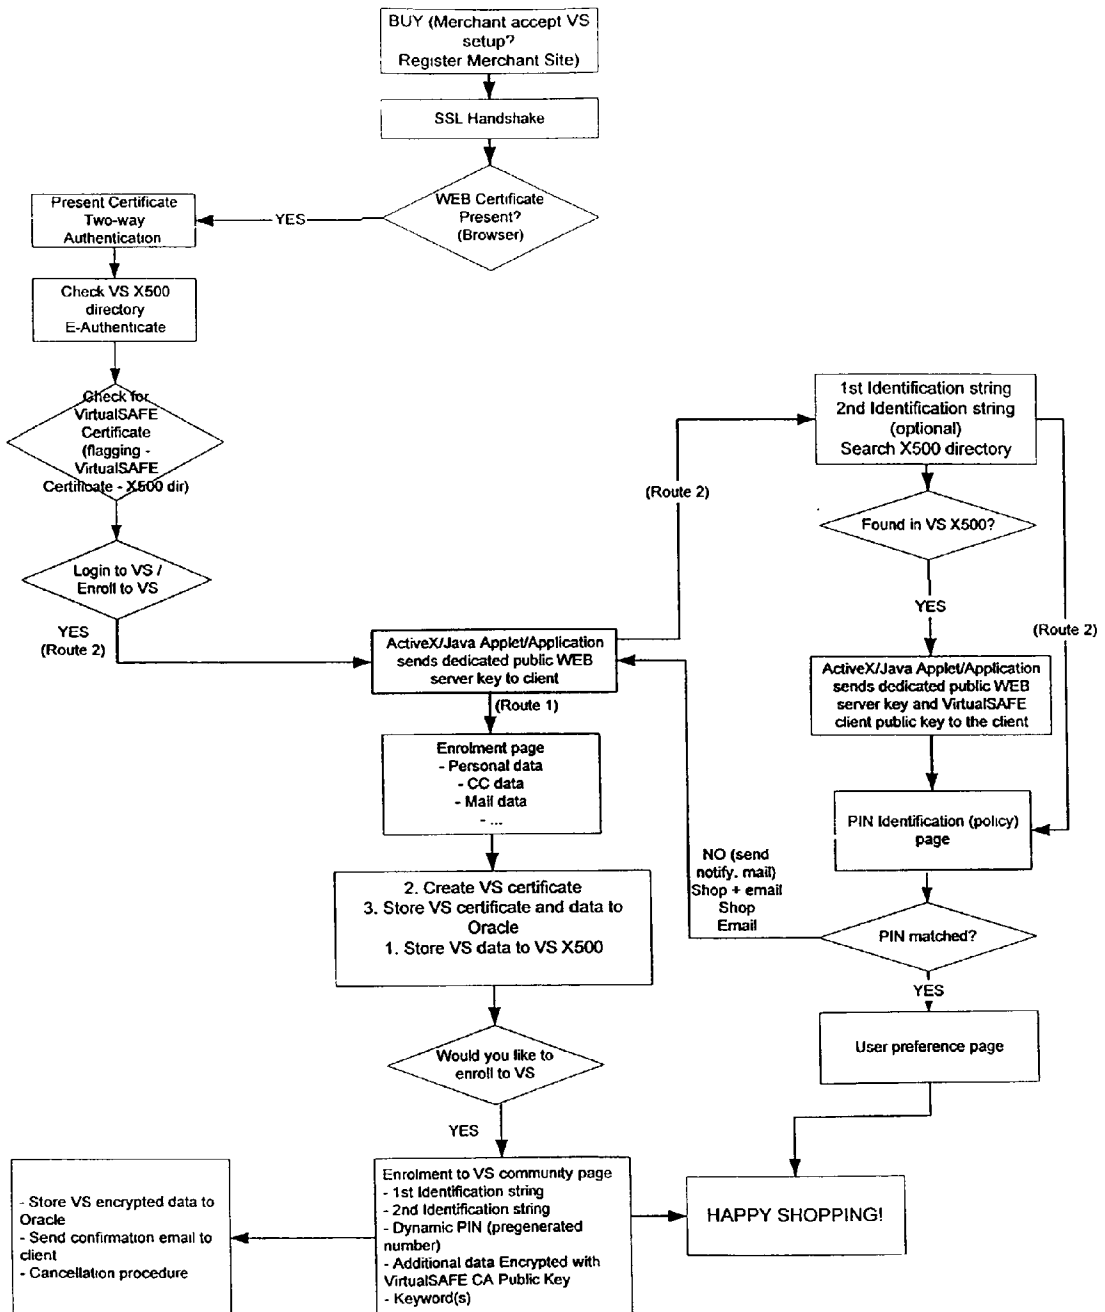 BUY (Merchant accept VS
setup?
Register Merchant Site)
SSL Handshake
WEB Certificate
Present?
(Browser)
YES
Present Certificate
Two-way
Authentication
Check VS X500
directory
E-Authenticate
Check for
VirtualSAFE
Certificate
(flagging -
VirtualSAFE
Certificate - X500 dir)
Login to VS /
Enroll to VS
YES
(Route 2)
ActiveX/Java Applet/Application
sends dedicated public WEB
server key to client
(Route 2)
1st Identification string
2nd Identification string
(optional)
Search X500 directory
Found in VS X500?
YES
(Route 2)
ActiveX/Java Applet/Application
sends dedicated public WEB
server key and VirtualSAFE
client public key to the client
PIN Identification (policy)
page
PIN matched?
NO (send
notify. mail)
Shop + email
Shop
Email
YES
User preference page
(Route 1)
Enrolment page
- Personal data
- CC data
- Mail data
- ...
2. Create VS certificate
3. Store VS certificate and data to
Oracle
1. Store VS data to VS X500
Would you like to
enroll to VS
YES
Enrolment to VS community page
- 1st Identification string
- 2nd Identification string
- Dynamic PIN (pregenerated
number)
- Additional data Encrypted with
VirtualSAFE CA Public Key
- Keyword(s)
- Store VS encrypted data to
Oracle
- Send confirmation email to
client
- Cancellation procedure
HAPPY SHOPPING!